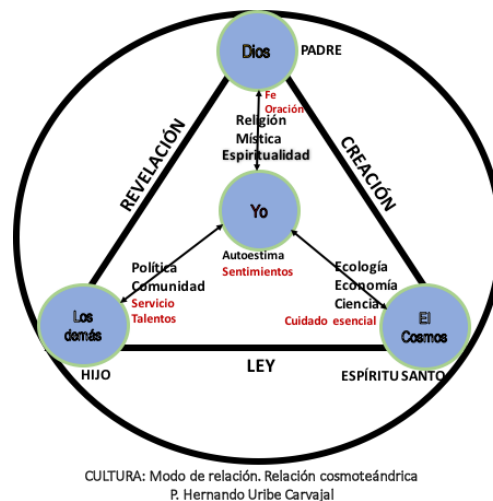 Dios
PADRE
Fe
Oración
Religión
Mística
Espiritualidad
REVELACIÓN
CREACIÓN
Yo
Autoestima
Sentimientos
Política
Comunidad
Servicio
Talentos
Ecología
Economía
Ciencia
Cuidado esencial
Los
demás
El
Cosmos
HIJO
LEY
ESPÍRITU SANTO
CULTURA: Modo de relación. Relación cosmoteándrica
P. Hernando Uribe Carvajal